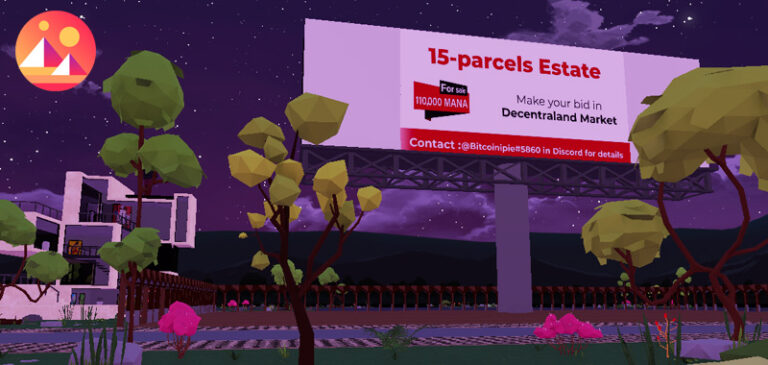 15-parcels Estate
For sale
110,000 MANA
Make your bid in
Decentraland Market
Contact :@Bitcoinpie#5860 in Discord for details